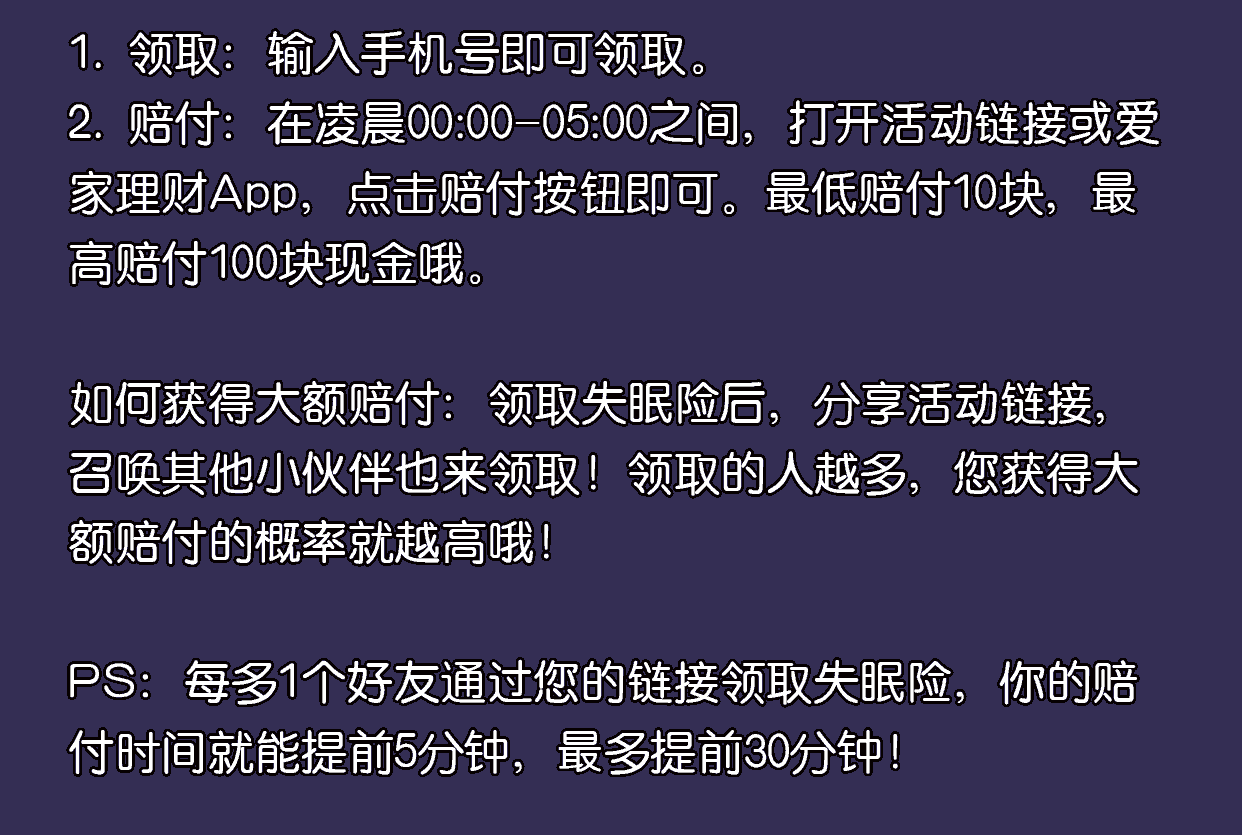 1. 领取：输入手机号即可领取。
2. 赔付：在凌晨00:00-05:00之间，打开活动链接或爱
家理财App，点击赔付按钮即可。最低赔付10块，最
高赔付100块现金哦。
如何获得大额赔付：领取失眠险后，分享活动链接，
召唤其他小伙伴也来领取！领取的人越多，您获得大
额赔付的概率就越高哦！
PS：每多1个好友通过您的链接领取失眠险，你的赔
付时间就能提前5分钟，最多提前30分钟！